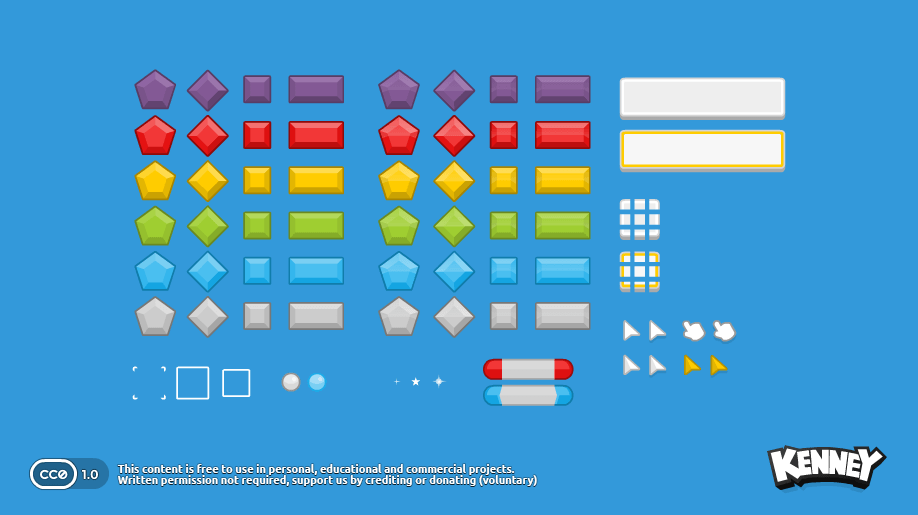 CC0 1.0
This content is free to use in personal, educational and commercial projects.
Written permission not required, support us by crediting or donating (voluntary)
KENNEY